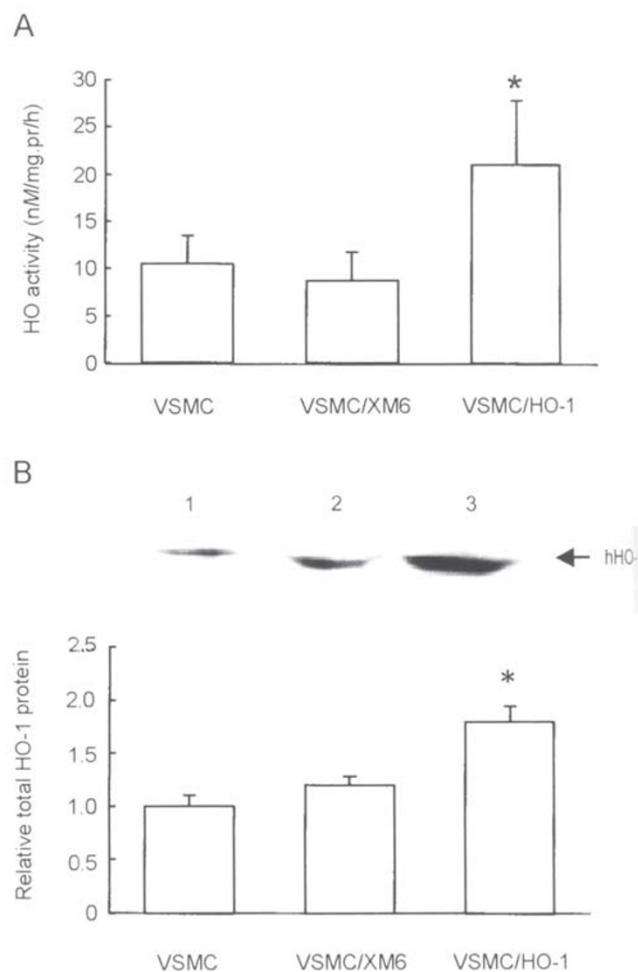 A
30
25
20
15
10
5
0
HO activity (nM/mg.pr/h)
*
VSMC VSMC/XM6 VSMC/HO-1
B
1 2 3
hH0-
2.5
2.0
1.5
1.0
0.5
0
Relative total HO-1 protein
*
VSMC VSMC/XM6 VSMC/HO-1